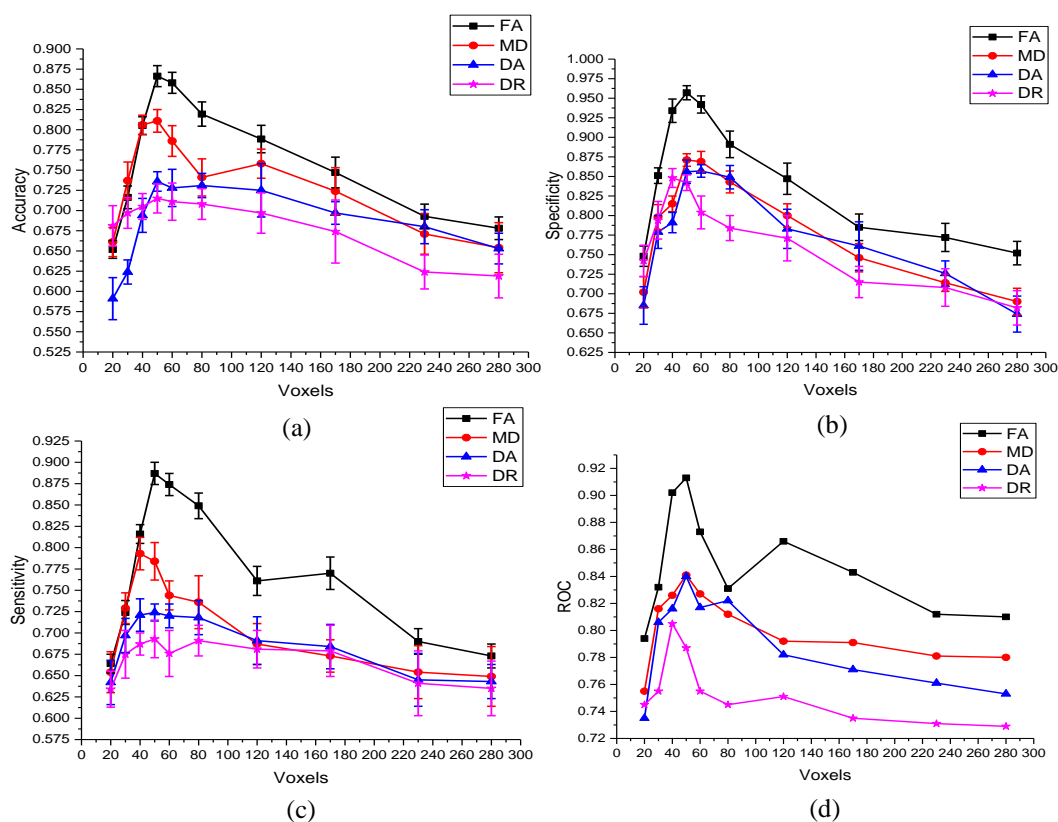 FA
MD
DA
DR
Accuracy
0.900
0.875
0.850
0.825
0.800
0.775
0.750
0.725
0.700
0.675
0.650
0.625
0.600
0.575
0.550
0.525
0 20 40 60 80 100 120 140 160 180 200 220 240 260 280 300
Voxels
(a)
FA
MD
DA
DR
Specificity
1.000
0.975
0.950
0.925
0.900
0.875
0.850
0.825
0.800
0.775
0.750
0.725
0.700
0.675
0.650
0.625
0 20 40 60 80 100 120 140 160 180 200 220 240 260 280 300
Voxels
(b)
FA
MD
DA
DR
Sensitivity
0.925
0.900
0.875
0.850
0.825
0.800
0.775
0.750
0.725
0.700
0.675
0.650
0.625
0.600
0.575
0 20 40 60 80 100 120 140 160 180 200 220 240 260 280 300
Voxels
(c)
FA
MD
DA
DR
ROC
0.92
0.90
0.88
0.86
0.84
0.82
0.80
0.78
0.76
0.74
0.72
0 20 40 60 80 100 120 140 160 180 200 220 240 260 280 300
Voxels
(d)